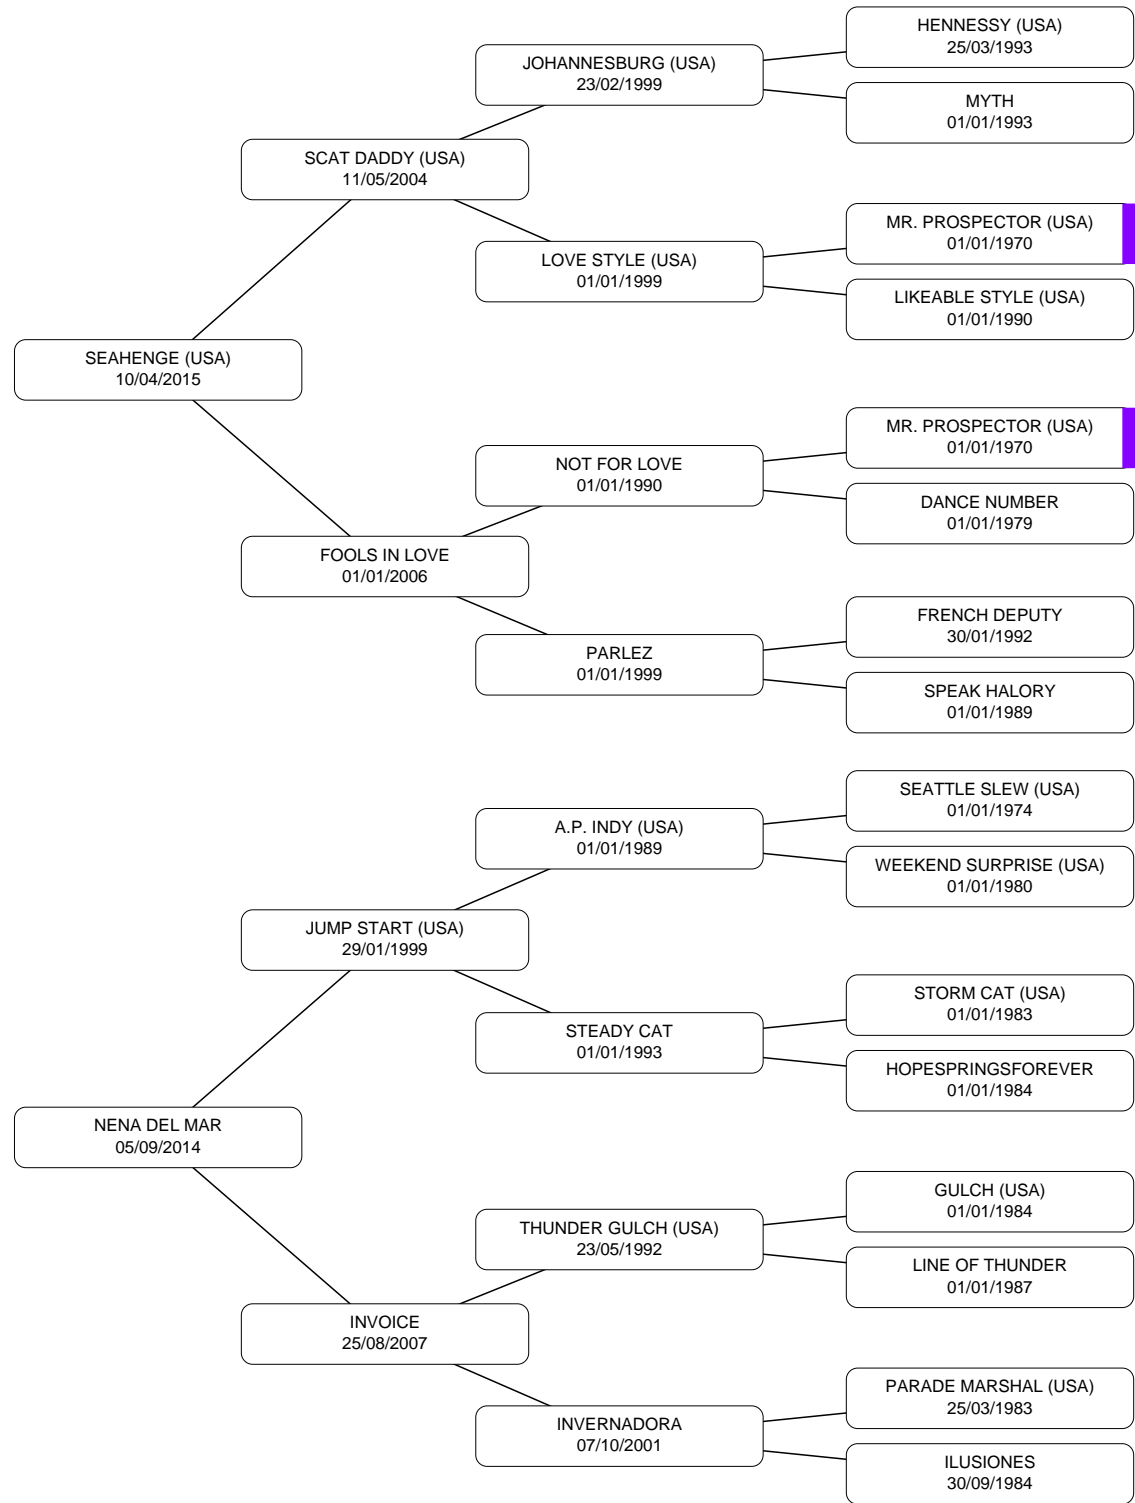 HENNESSY (USA)
25/03/1993
JOHANNESBURG (USA)
23/02/1999
MYTH
01/01/1993
SCAT DADDY (USA)
11/05/2004
MR. PROSPECTOR (USA)
01/01/1970
LOVE STYLE (USA)
01/01/1999
LIKEABLE STYLE (USA)
01/01/1990
SEAHENGE (USA)
10/04/2015
MR. PROSPECTOR (USA)
01/01/1970
NOT FOR LOVE
01/01/1990
DANCE NUMBER
01/01/1979
FOOLS IN LOVE
01/01/2006
FRENCH DEPUTY
30/01/1992
PARLEZ
01/01/1999
SPEAK HALORY
01/01/1989
SEATTLE SLEW (USA)
01/01/1974
A.P. INDY (USA)
01/01/1989
WEEKEND SURPRISE (USA)
01/01/1980
JUMP START (USA)
29/01/1999
STORM CAT (USA)
01/01/1983
STEADY CAT
01/01/1993
HOPESPRINGSFOREVER
01/01/1984
NENA DEL MAR
05/09/2014
GULCH (USA)
01/01/1984
THUNDER GULCH (USA)
23/05/1992
LINE OF THUNDER
01/01/1987
INVOICE
25/08/2007
PARADE MARSHAL (USA)
25/03/1983
INVERNADORA
07/10/2001
ILUSIONES
30/09/1984